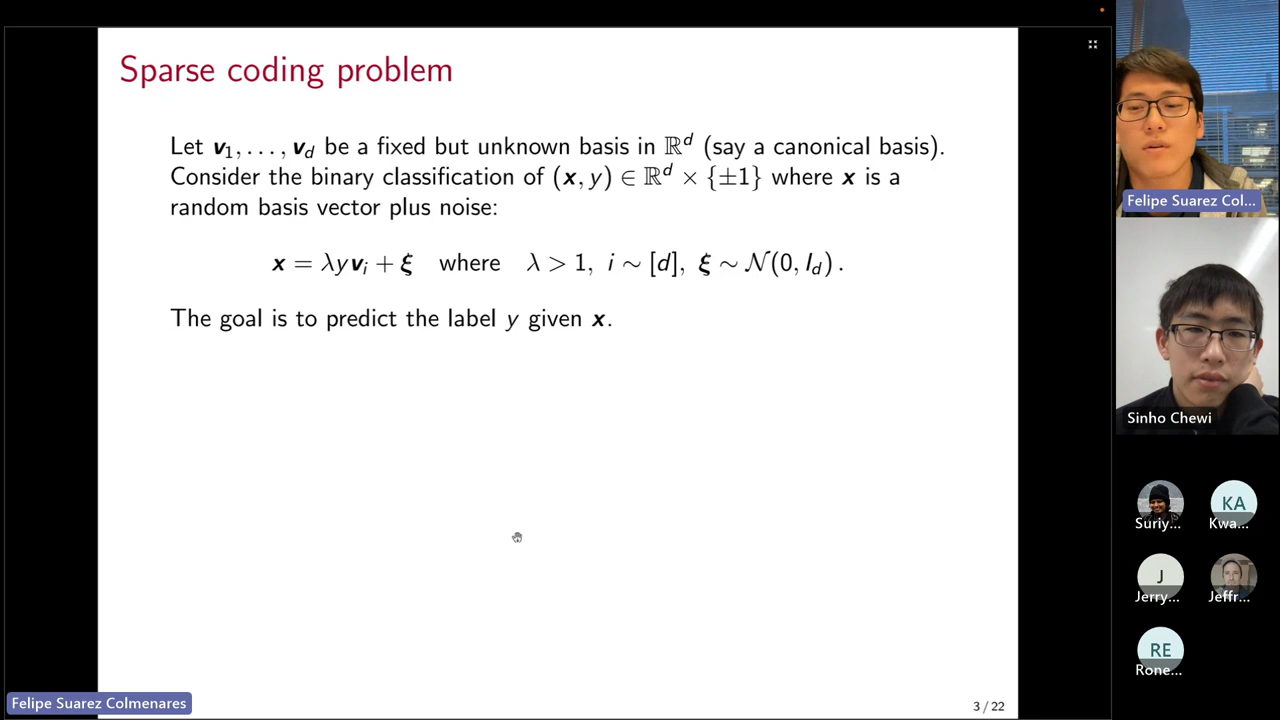 Sparse coding problem
Let v₁, . . . , v_d be a fixed but unknown basis in ℝᵈ (say a canonical basis).
Consider the binary classification of (x, y) ∈ ℝᵈ × {±1} where x is a
random basis vector plus noise:
x = λyvᵢ + ξ where λ > 1, i ∼ [d], ξ ∼ 𝒩(0, I_d) .
The goal is to predict the label y given x.
3 / 22
Felipe Suarez Colmenares
Felipe Suarez Col...
Sinho Chewi
KA
Suriy...
Kwa...
J
Jerry...
Jeffr...
RE
Rone...